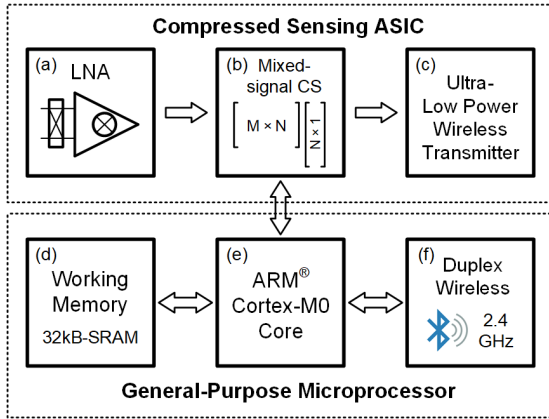 Compressed Sensing ASIC
(a)
LNA
(b)
Mixed-
signal CS
M × N
N × 1
(c)
Ultra-
Low Power
Wireless
Transmitter
(d)
Working
Memory
32kB-SRAM
(e)
ARM®
Cortex-M0
Core
(f)
Duplex
Wireless
2.4
GHz
General-Purpose Microprocessor